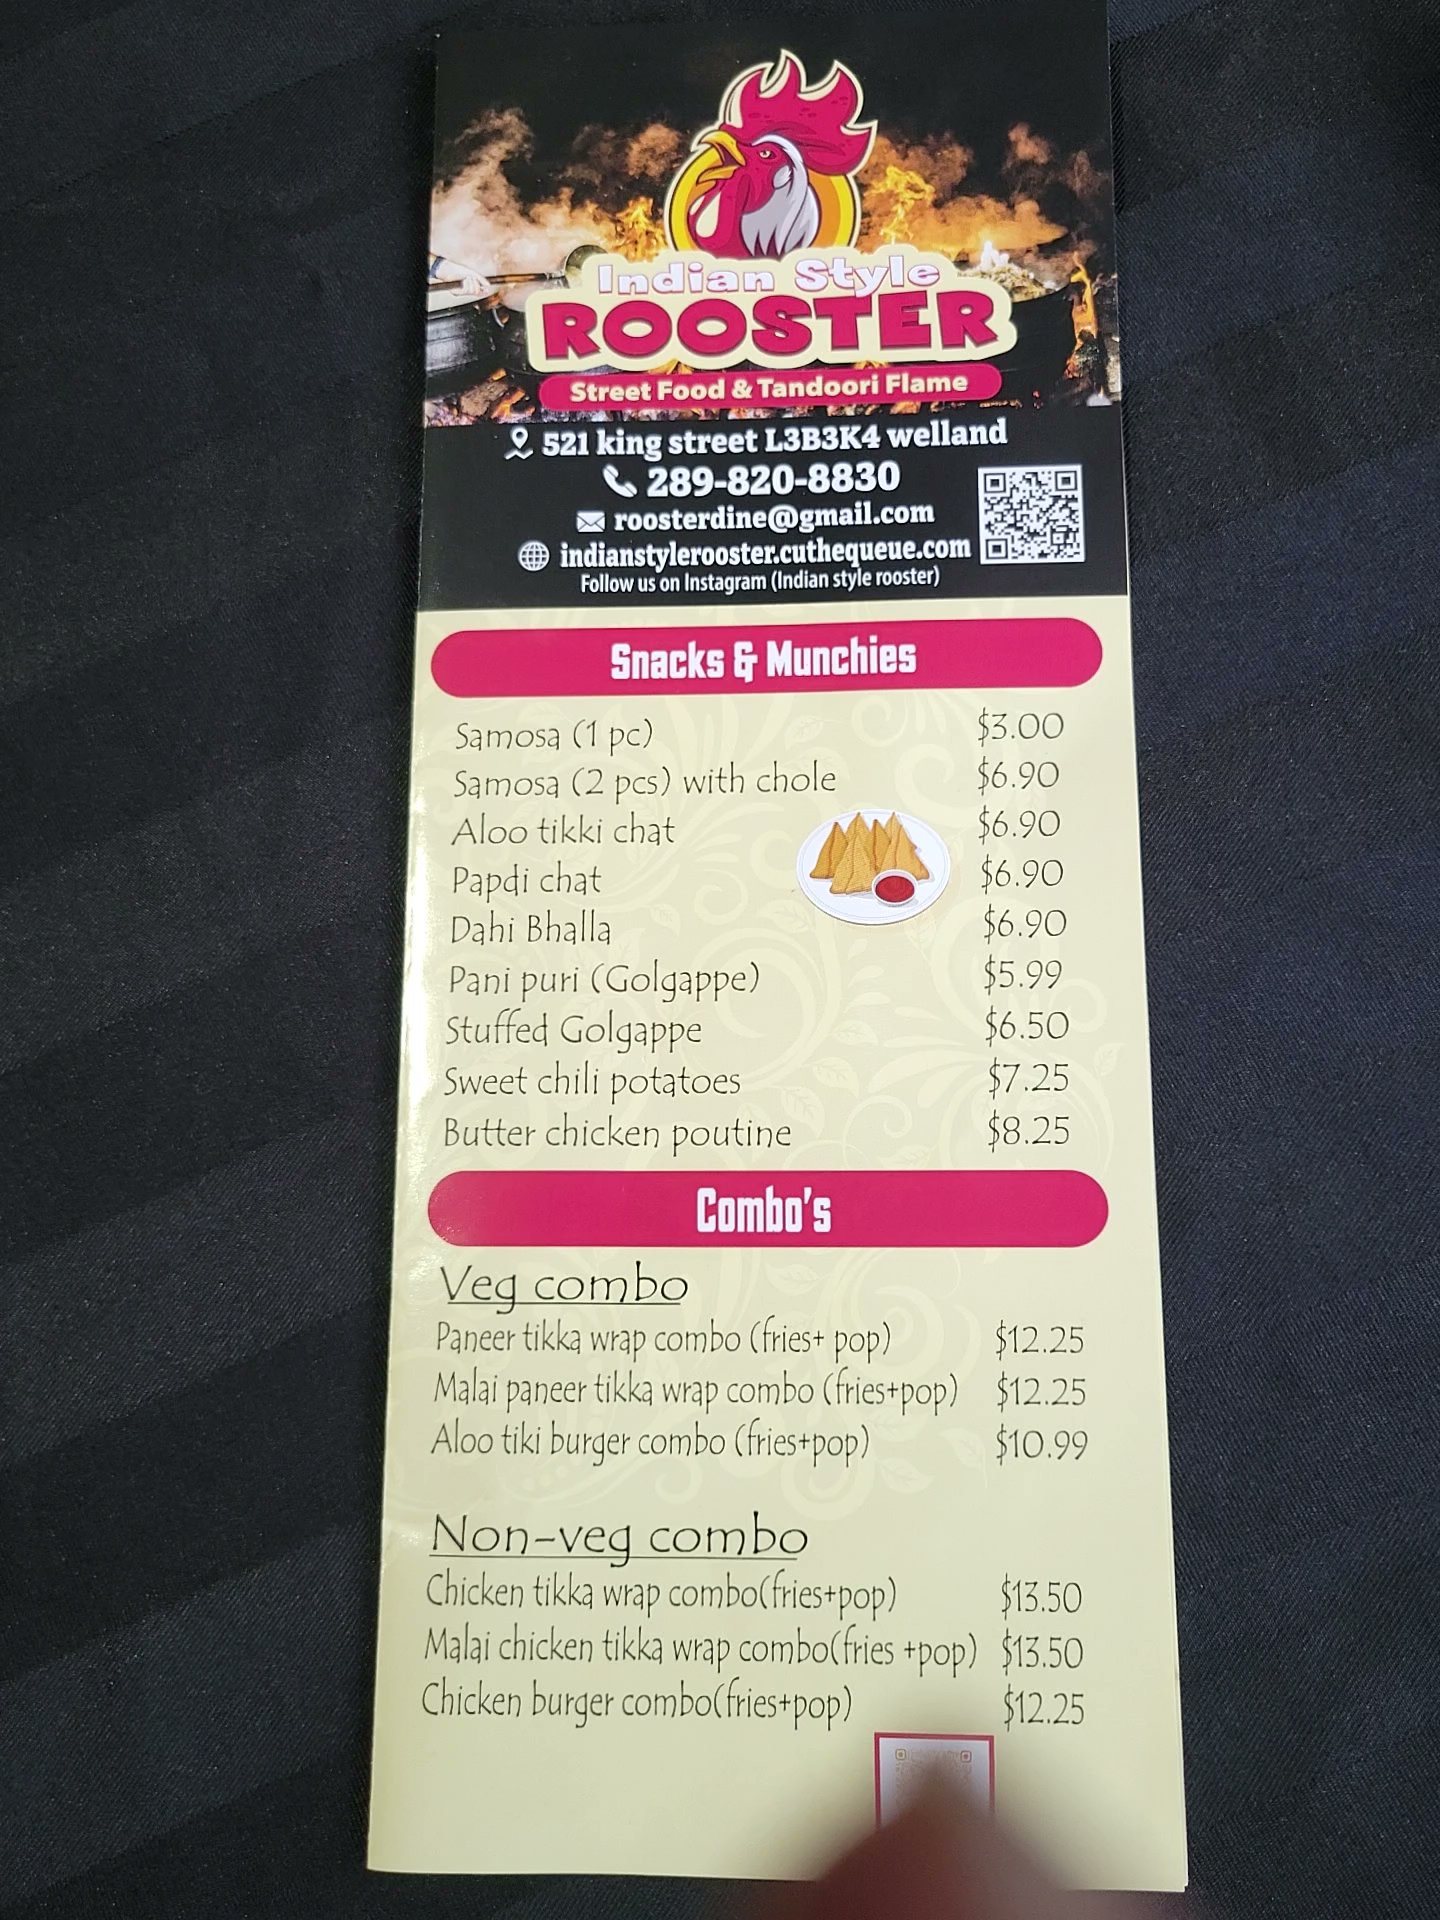 Indian Style
ROOSTER
Street Food & Tandoori Flame
521 king street L3B3K4 welland
289-820-8830
roosterdine@gmail.com
indianstylerooster.cuthequeue.com
Follow us on Instagram (Indian style rooster)
Snacks & Munchies
Samosa (1 pc) $3.00
Samosa (2 pcs) with chole $6.90
Aloo tikki chat $6.90
Papdi chat $6.90
Dahi Bhalla $6.90
Pani puri (Golgappe) $5.99
Stuffed Golgappe $6.50
Sweet chili potatoes $7.25
Butter chicken poutine $8.25
Combo's
Veg combo
Paneer tikka wrap combo (fries+ pop) $12.25
Malai paneer tikka wrap combo (fries+pop) $12.25
Aloo tiki burger combo (fries+pop) $10.99
Non-veg combo
Chicken tikka wrap combo(fries+pop) $13.50
Malai chicken tikka wrap combo(fries +pop) $13.50
Chicken burger combo(fries+pop) $12.25